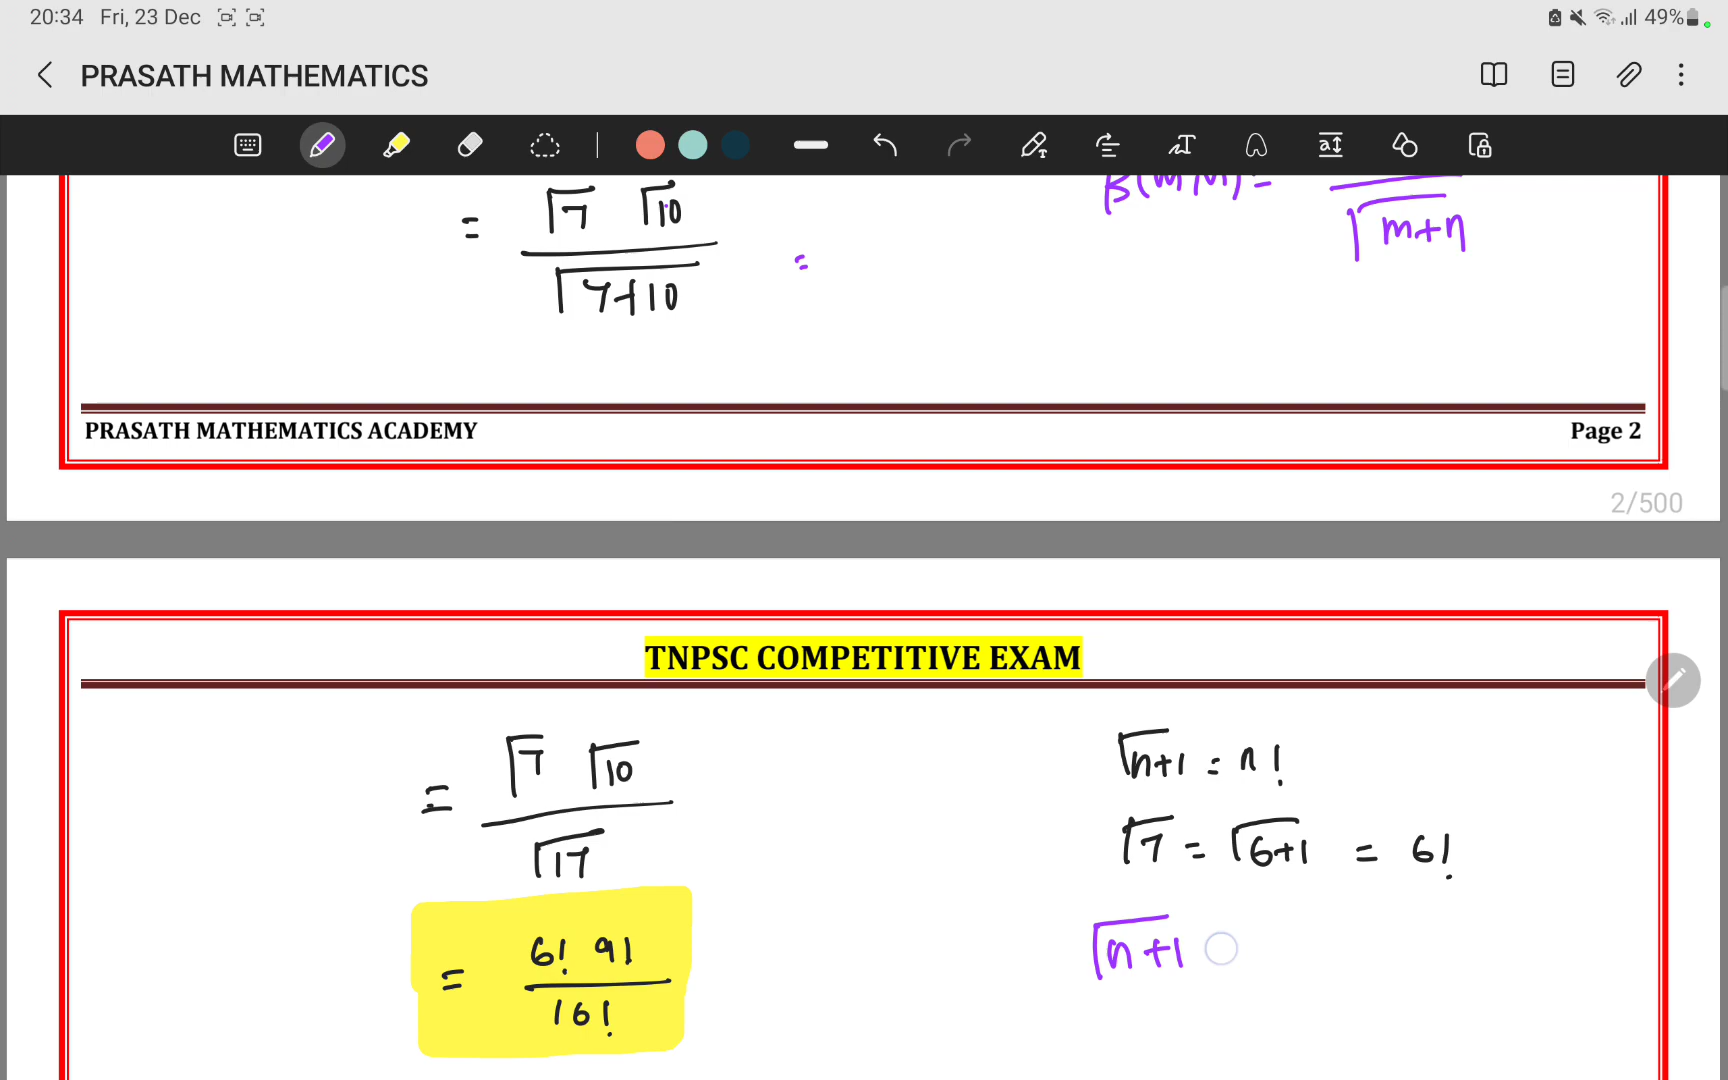 20:34 Fri, 23 Dec 49%
PRASATH MATHEMATICS
= Γ7 Γ10 / Γ7+10 =
β(m,n) = / Γm+n
PRASATH MATHEMATICS ACADEMY Page 2
2/500
TNPSC COMPETITIVE EXAM
= Γ7 Γ10 / Γ17
Γn+1 = n!
Γ7 = Γ6+1 = 6!
= 6! 9! / 16!
Γn+1